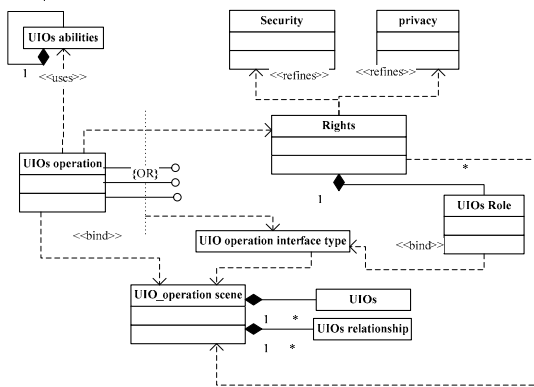 Security
privacy
UIOs abilities
1
<<uses>>
<<refines>>
<<refines>>
Rights
UIOs operation
{OR}
*
1
UIOs Role
<<bind>>
UIO operation interface type
<<bind>>
UIO_operation scene
UIOs
1 *
UIOs relationship
1 *